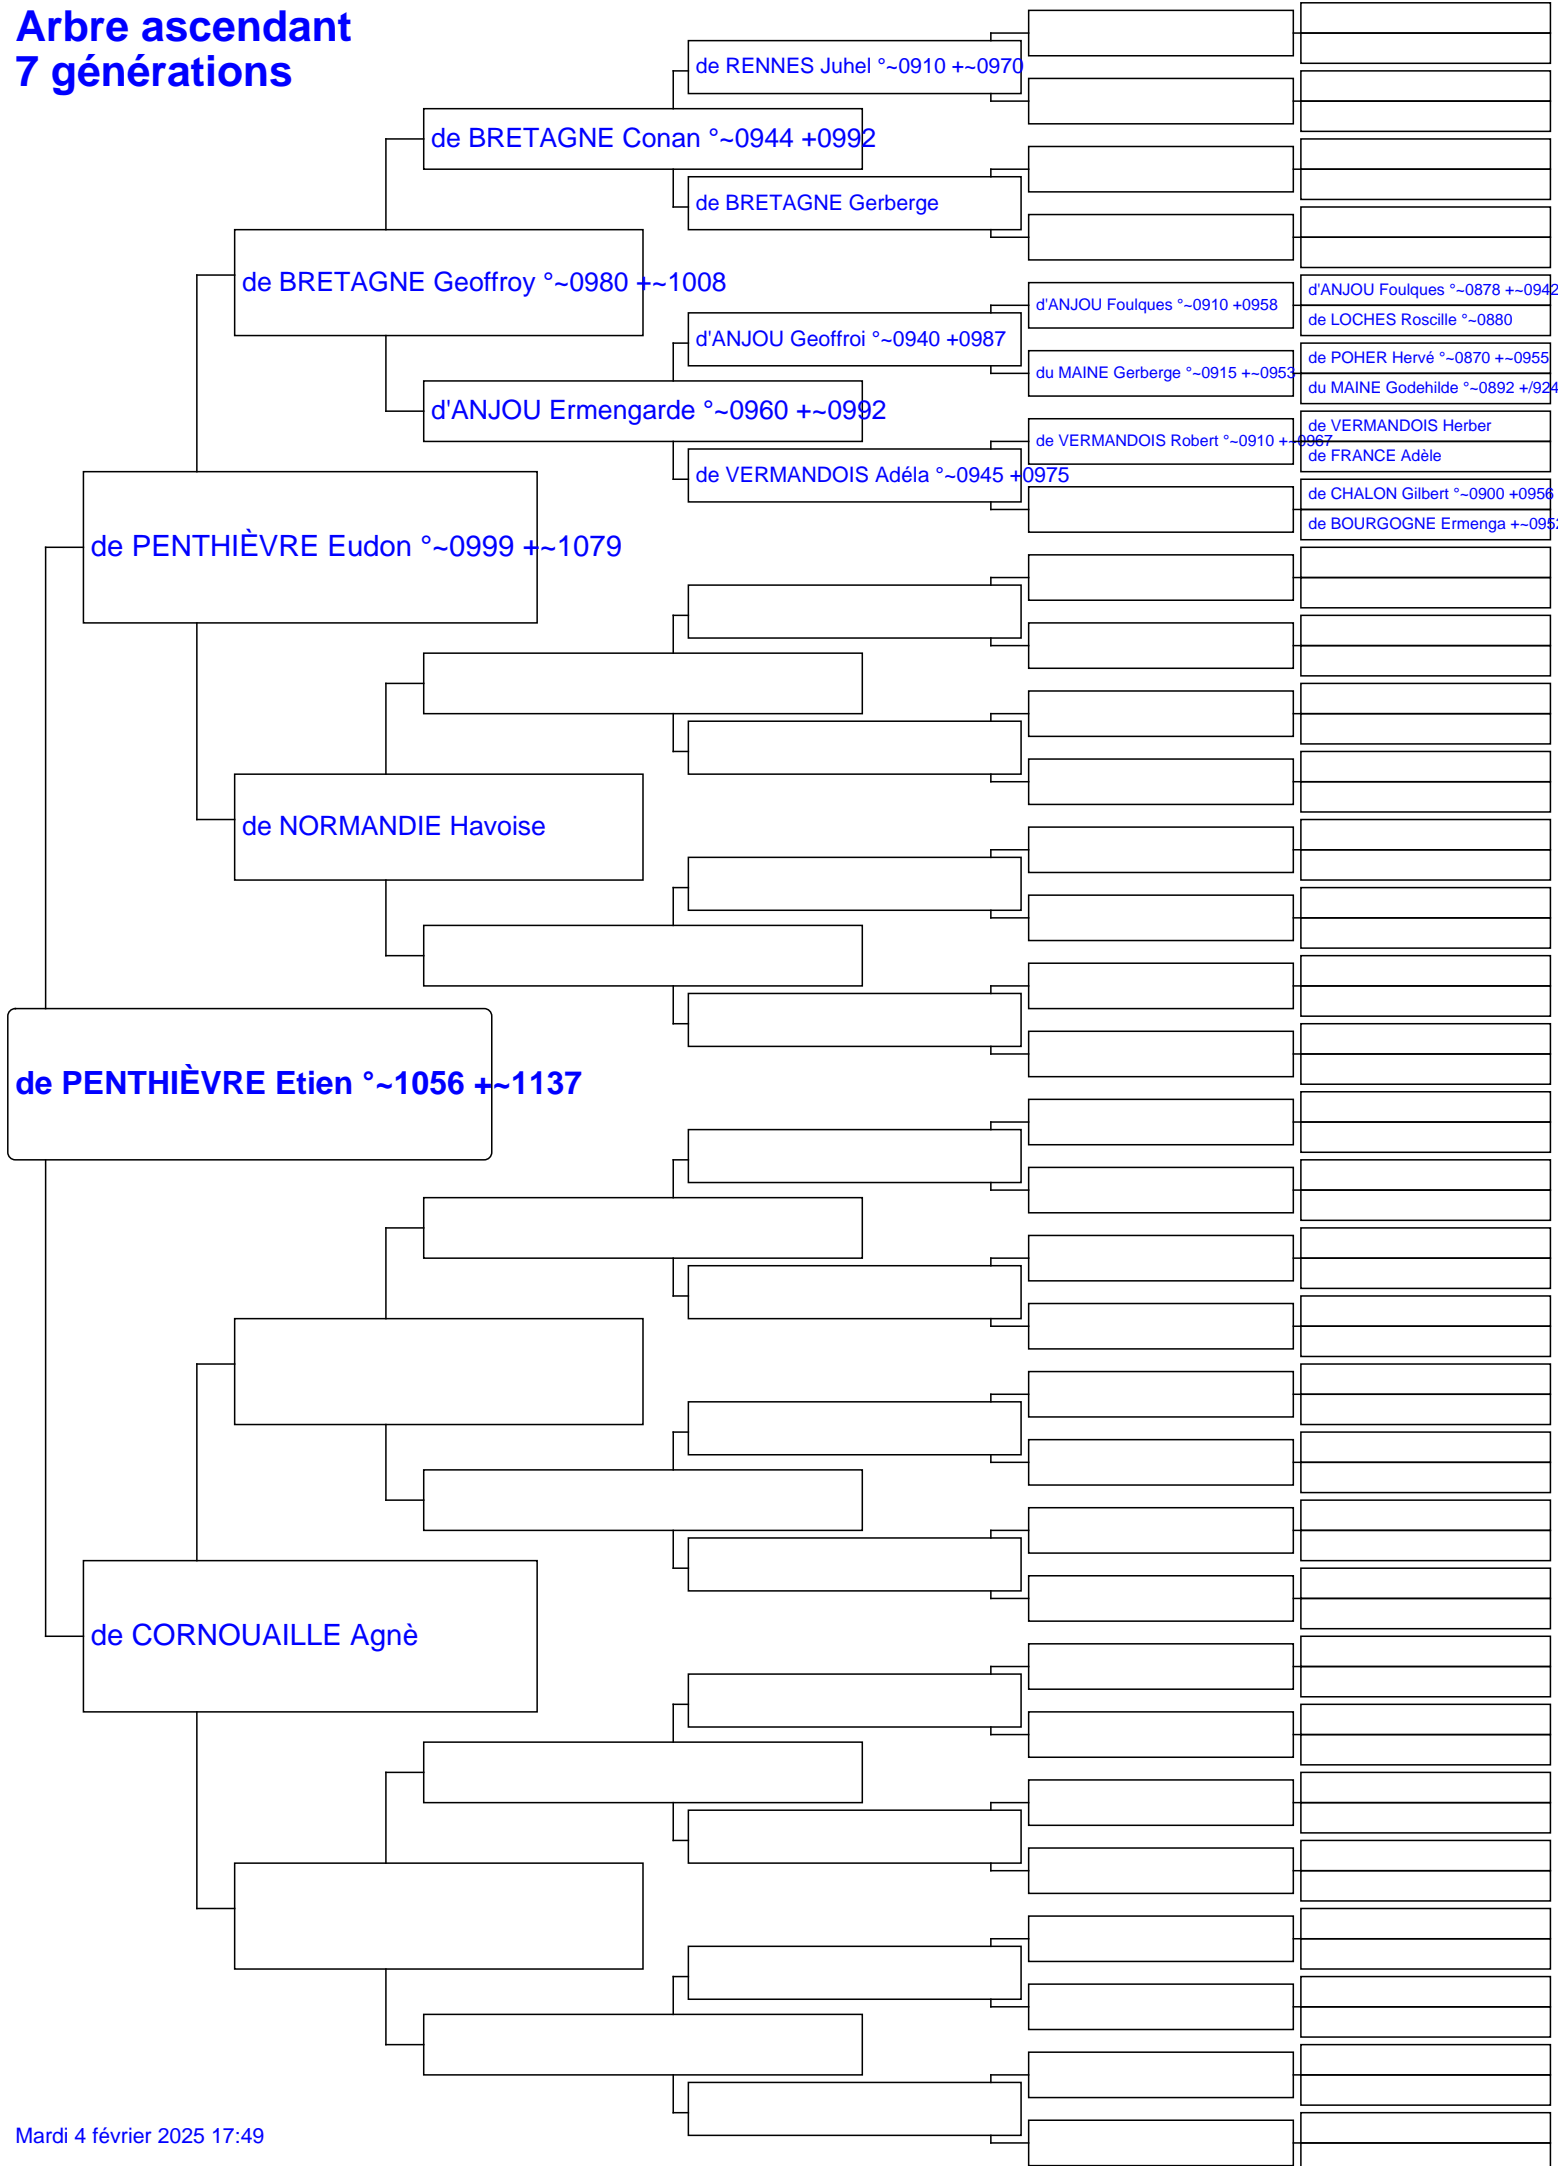 Arbre ascendant
7 générations
de RENNES Juhel °~0910 +~0970
de BRETAGNE Conan °~0944 +0992
de BRETAGNE Gerberge
de BRETAGNE Geoffroy °~0980 +~1008
d'ANJOU Foulques °~0878 +~0942
d'ANJOU Foulques °~0910 +0958
de LOCHES Roscille °~0880
d'ANJOU Geoffroi °~0940 +0987
de POHER Hervé °~0870 +~0955
du MAINE Gerberge °~0915 +~0953
du MAINE Godehilde °~0892 +/924
d'ANJOU Ermengarde °~0960 +~0992
de VERMANDOIS Herber
de VERMANDOIS Robert °~0910 +~0967
de FRANCE Adèle
de VERMANDOIS Adéla °~0945 +0975
de CHALON Gilbert °~0900 +0956
de BOURGOGNE Ermenga +~0952
de PENTHIÈVRE Eudon °~0999 +~1079
de NORMANDIE Havoise
de PENTHIÈVRE Etien °~1056 +~1137
de CORNOUAILLE Agnè
Mardi 4 février 2025 17:49